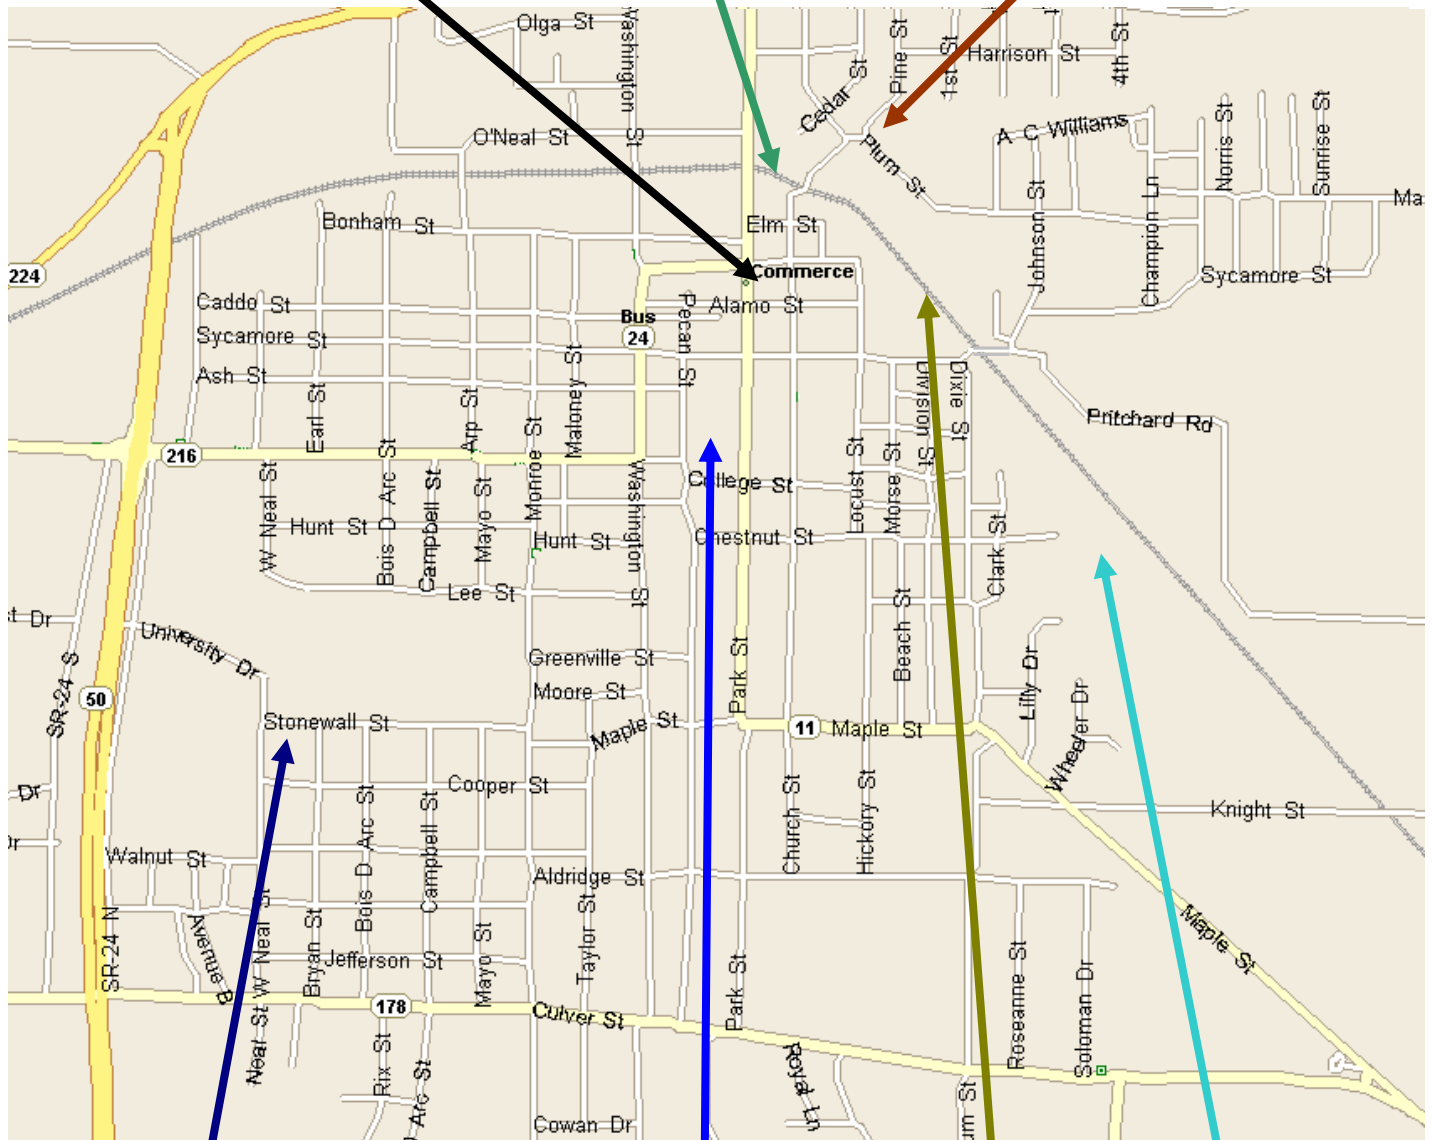 Olga St
Washington St
Cedar St
Pine St
1st St
Harrison St
4th St
O'Neal St
Plum St
A C Williams
Norris St
Sunrise St
Johnson St
Champion Ln
Ma
Bonham St
Elm St
224
Commerce
Sycamore St
Caddo St
Bus
24
Pecan St
Alamo St
Sycamore St
Ash St
Earl St
Arp St
Maloney St
Division St
Dixie St
Pritchard Rd
216
W Neal St
Bois D Arc St
Campbell St
Mayo St
Monroe St
Washington St
College St
Locust St
Morse St
Hunt St
Hunt St
Chestnut St
Clark St
Lee St
st Dr
University Dr
Beach St
Greenville St
Moore St
Park St
Lilly Dr
Wheeler Dr
SR-24 S
50
Stonewall St
Maple St
11
Maple St
Dr
Cooper St
Bois D Arc St
Campbell St
Church St
Hickory St
Knight St
Dr
Walnut St
Aldridge St
SR-24 N
Avenue B
W Neal St
Bryan St
Jefferson St
Mayo St
Taylor St
Park St
Maple St
Roseanne St
Soloman Dr
178
Culver St
Neal St
Rix St
D Arc St
Royal Ln
um St
Cowan Dr